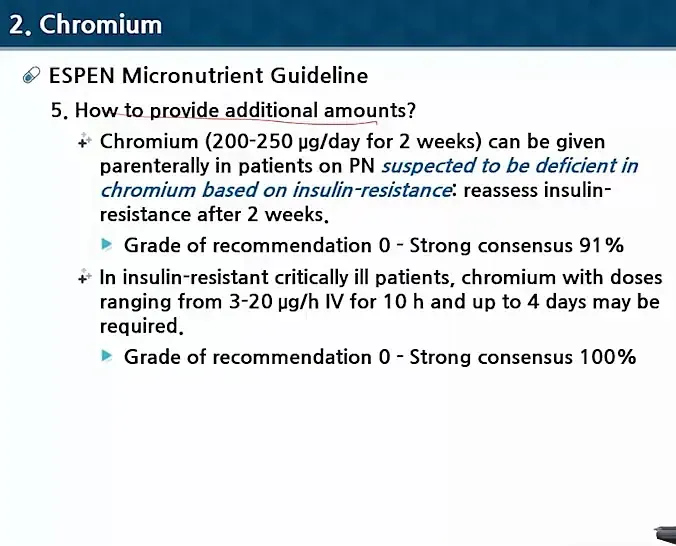 2. Chromium
ESPEN Micronutrient Guideline
5. How to provide additional amounts?
Chromium (200-250 μg/day for 2 weeks) can be given
parenterally in patients on PN suspected to be deficient in
chromium based on insulin-resistance: reassess insulin-
resistance after 2 weeks.
Grade of recommendation 0 - Strong consensus 91%
In insulin-resistant critically ill patients, chromium with doses
ranging from 3-20 μg/h IV for 10 h and up to 4 days may be
required.
Grade of recommendation 0 - Strong consensus 100%